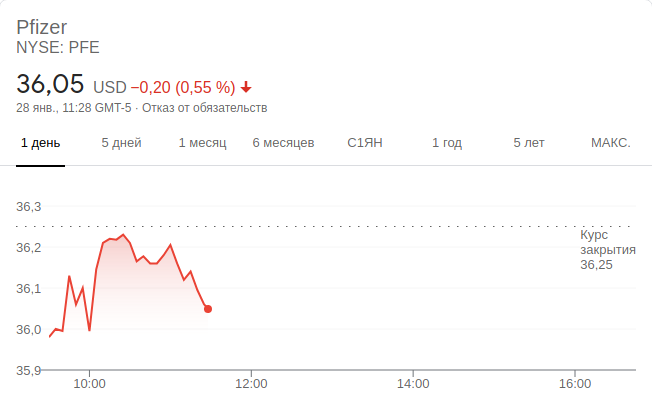 Pfizer
NYSE: PFE
36,05 USD −0,20 (0,55 %)
28 янв., 11:28 GMT-5 · Отказ от обязательств
1 день 5 дней 1 месяц 6 месяцев С1ЯН 1 год 5 лет МАКС.
36,3
Курс
закрытия
36,25
36,2
36,1
36,0
35,9
10:00 12:00 14:00 16:00